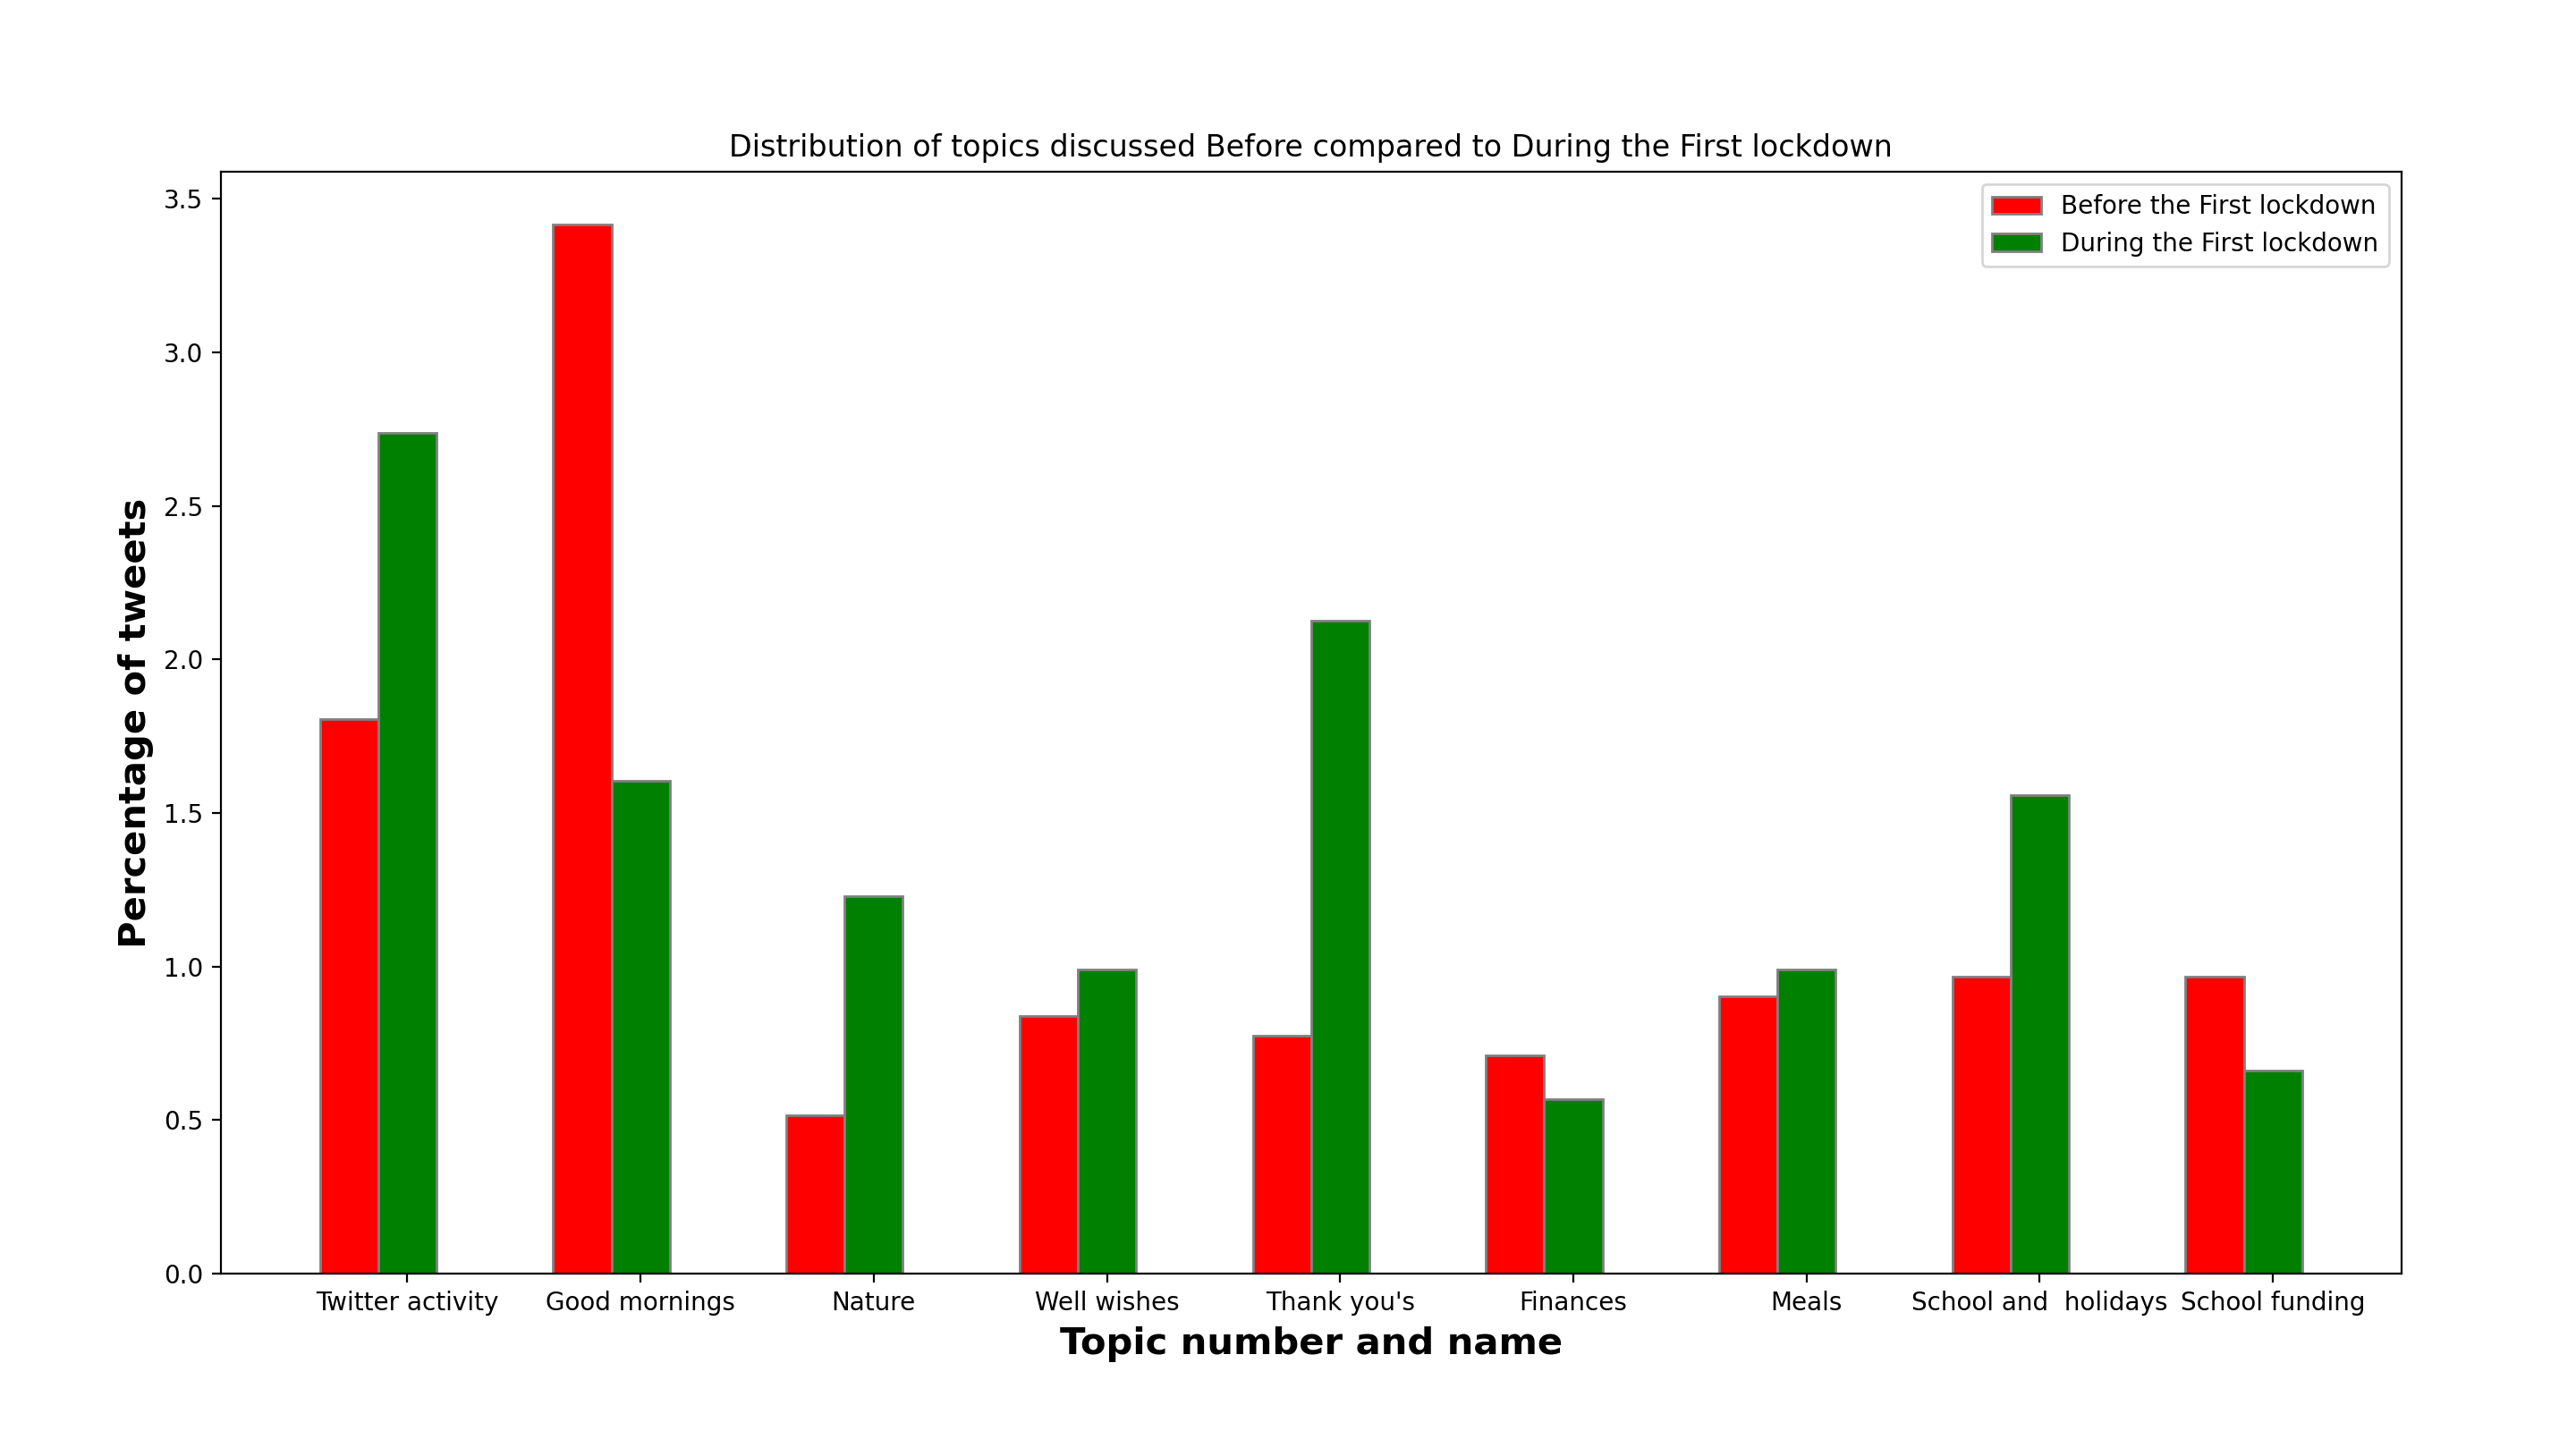 Distribution of topics discussed Before compared to During the First lockdown
Before the First lockdown
During the First lockdown
Percentage of tweets
3.5
3.0
2.5
2.0
1.5
1.0
0.5
0.0
Twitter activity Good mornings Nature Well wishes Thank you's Finances Meals School and  holidays School funding
Topic number and name